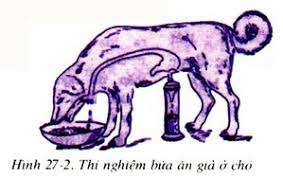 Hình 27-2. Thí nghiệm bữa ăn giả ở chó